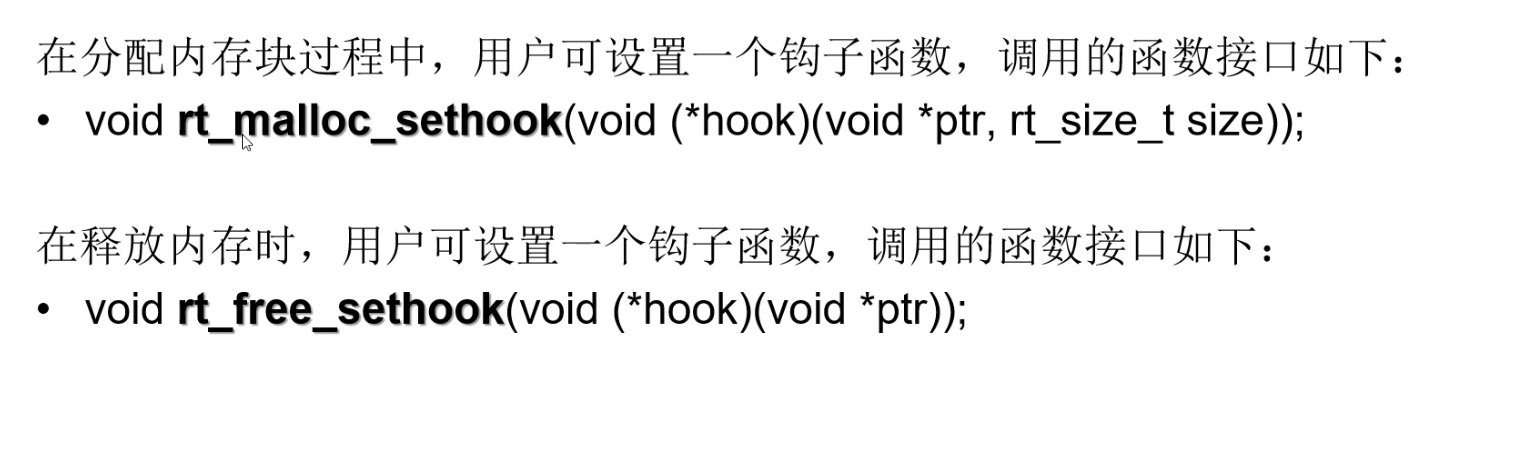 在分配内存块过程中，用户可设置一个钩子函数，调用的函数接口如下：
• void rt_malloc_sethook(void (*hook)(void *ptr, rt_size_t size));
在释放内存时，用户可设置一个钩子函数，调用的函数接口如下：
• void rt_free_sethook(void (*hook)(void *ptr));